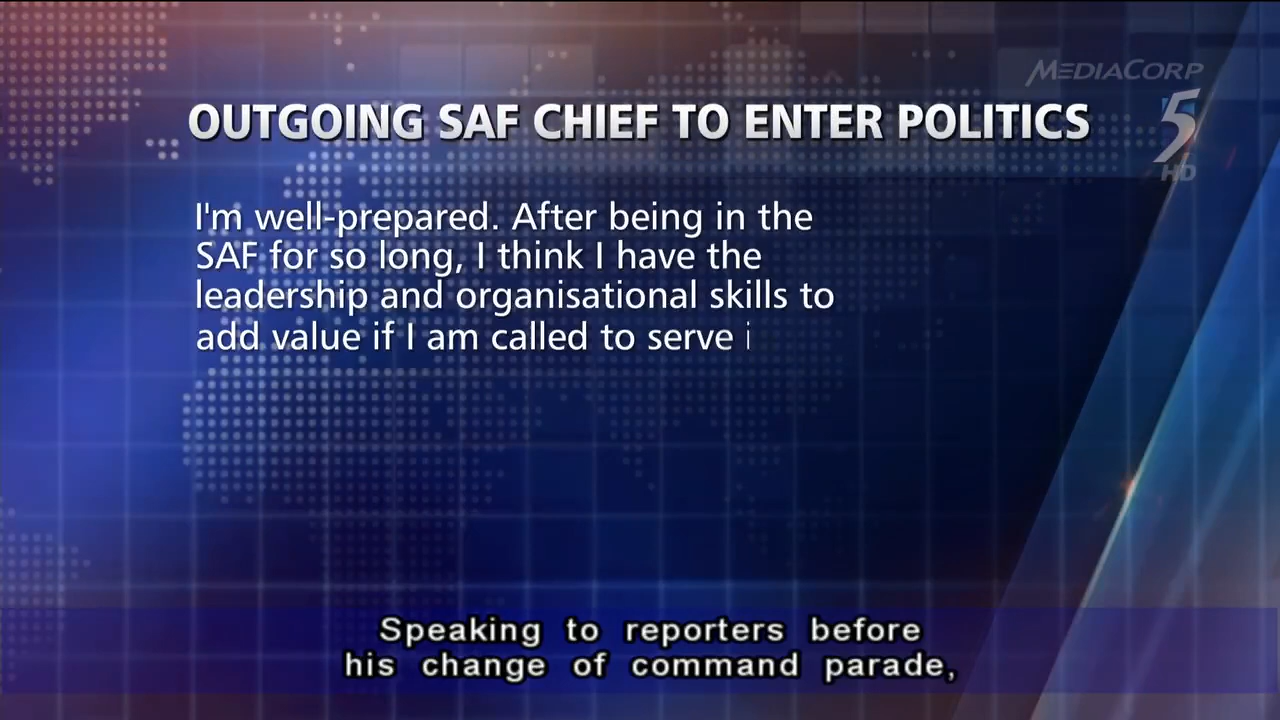 MEDIACORP
5
HD
OUTGOING SAF CHIEF TO ENTER POLITICS
I'm well-prepared. After being in the
SAF for so long, I think I have the
leadership and organisational skills to
add value if I am called to serve i
Speaking to reporters before
his change of command parade,